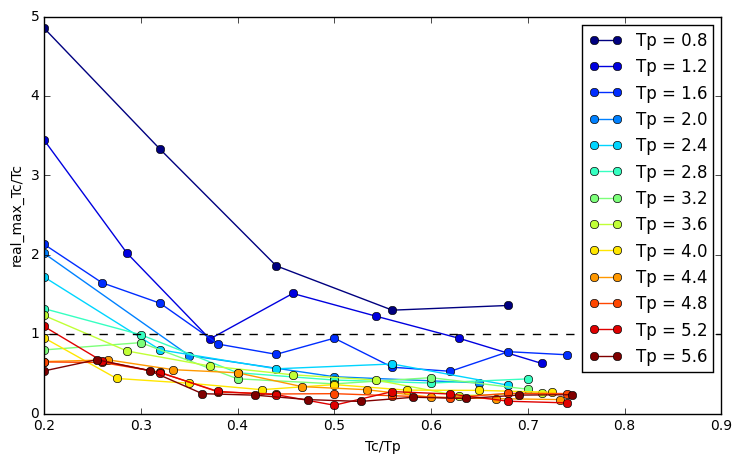 5
4
3
2
1
0
0.2 0.3 0.4 0.5 0.6 0.7 0.8 0.9
real_max_Tc/Tc
Tc/Tp
Tp = 0.8
Tp = 1.2
Tp = 1.6
Tp = 2.0
Tp = 2.4
Tp = 2.8
Tp = 3.2
Tp = 3.6
Tp = 4.0
Tp = 4.4
Tp = 4.8
Tp = 5.2
Tp = 5.6